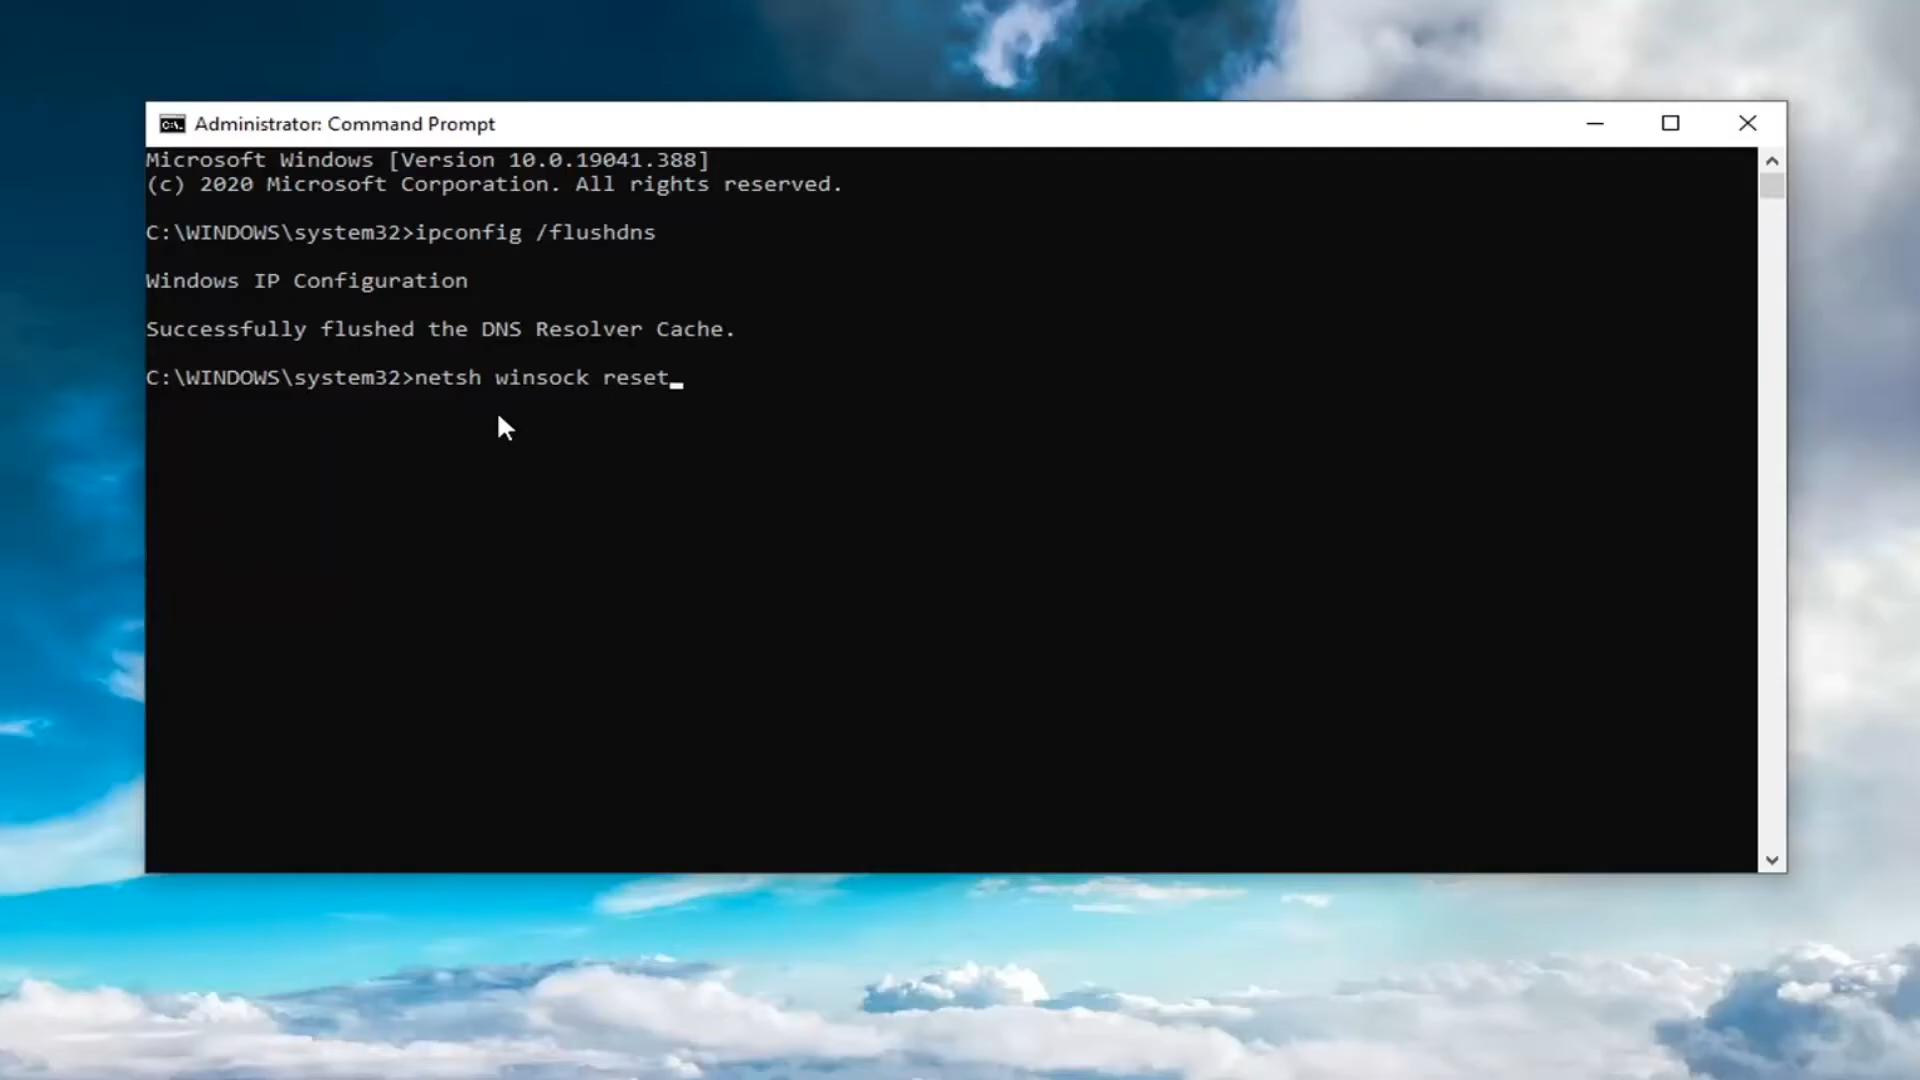 Administrator: Command Prompt
Microsoft Windows [Version 10.0.19041.388]
(c) 2020 Microsoft Corporation. All rights reserved.
C:\WINDOWS\system32>ipconfig /flushdns
Windows IP Configuration
Successfully flushed the DNS Resolver Cache.
C:\WINDOWS\system32>netsh winsock reset